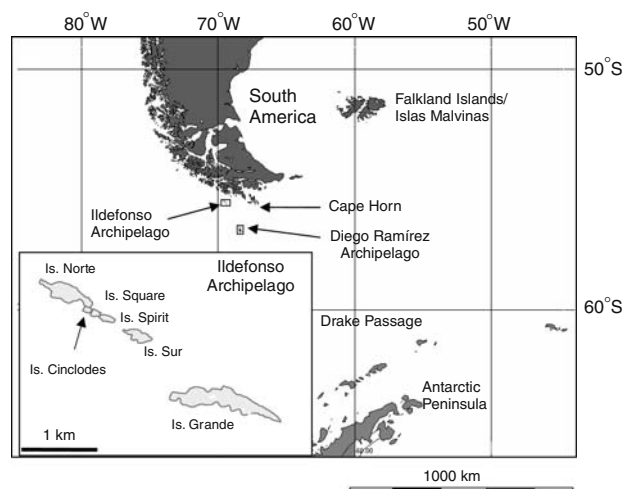 80°W 70°W 60°W 50°W
50°S
South
America
Falkland Islands/
Islas Malvinas
Ildefonso
Archipelago
Cape Horn
Diego Ramírez
Archipelago
Ildefonso
Archipelago
Is. Norte
Is. Square
Is. Spirit
Is. Sur
Is. Cinclodes
Is. Grande
1 km
60°S
Drake Passage
Antarctic
Peninsula
1000 km